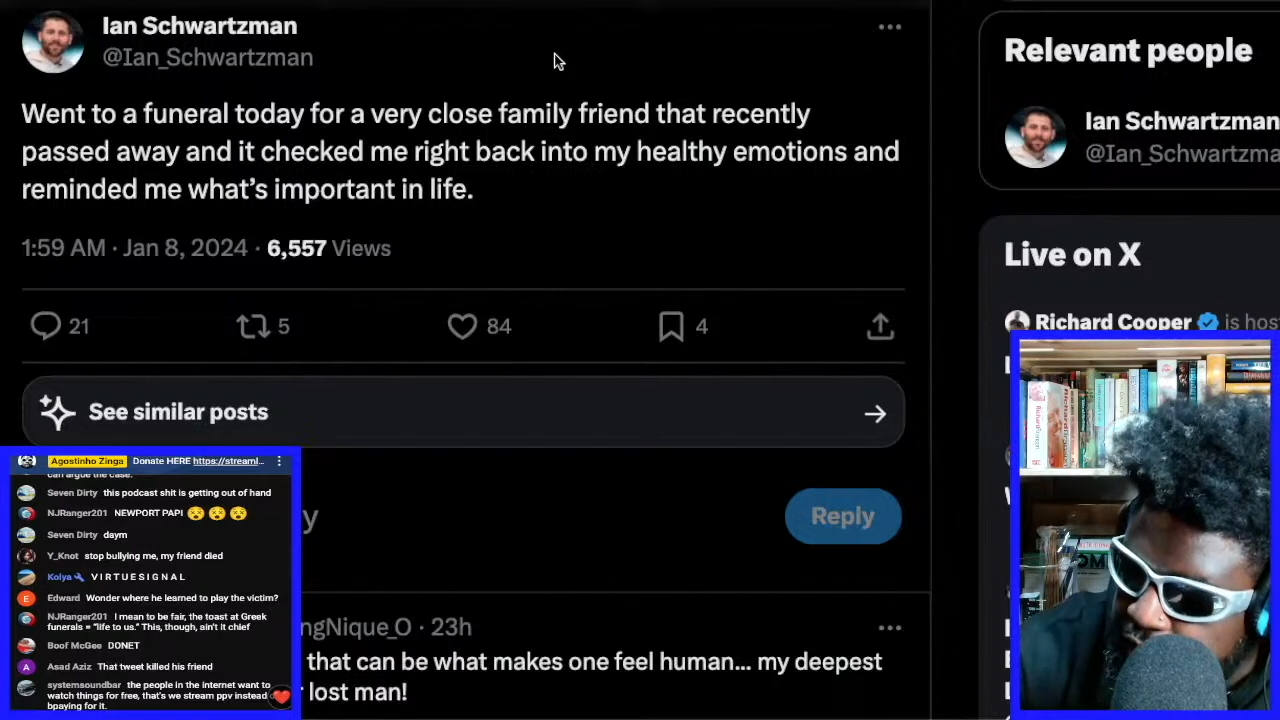 Ian Schwartzman
@Ian_Schwartzman
Went to a funeral today for a very close family friend that recently
passed away and it checked me right back into my healthy emotions and
reminded me what's important in life.
1:59 AM · Jan 8, 2024 · 6,557 Views
21
5
84
4
See similar posts
Reply
ngNique_O · 23h
that can be what makes one feel human... my deepest
lost man!
Relevant people
Ian Schwartzman
@Ian_Schwartzma
Live on X
Richard Cooper is hos
Agostinho Zinga Donate HERE https://streaml...
can argue the case.
Seven Dirty this podcast shit is getting out of hand
NJRanger201 NEWPORT PAP! 😵 😵 😵
Seven Dirty daym
Y_Knot stop bullying me, my friend died
Kolya V I R T U E S I G N A L
Edward Wonder where he learned to play the victim?
NJRanger201 I mean to be fair, the toast at Greek
funerals = "life to us." This, though, ain't it chief
Boof McGee DONET
Asad Aziz That tweet killed his friend
systemsoundbar the people in the internet want to
watch things for free, that's we stream ppv instead o
bpaying for it.